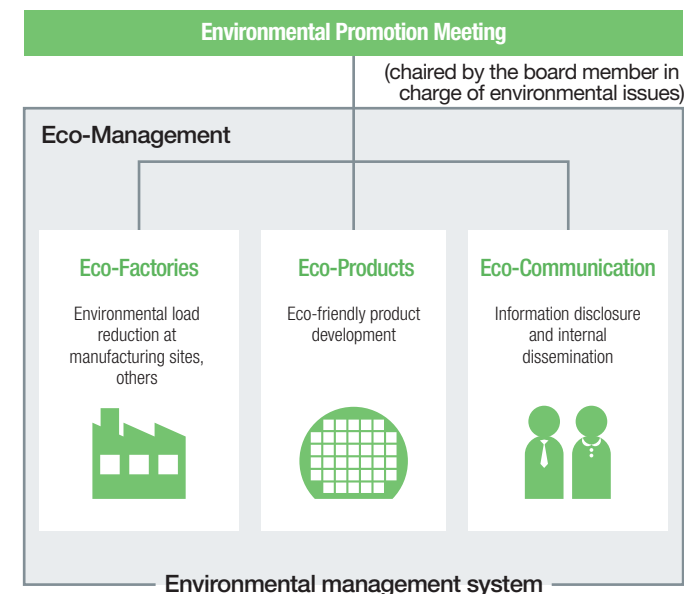 Environmental Promotion Meeting
(chaired by the board member in
charge of environmental issues)
Eco-Management
Eco-Factories
Environmental load
reduction at
manufacturing sites,
others
Eco-Products
Eco-friendly product
development
Eco-Communication
Information disclosure
and internal
dissemination
Environmental management system